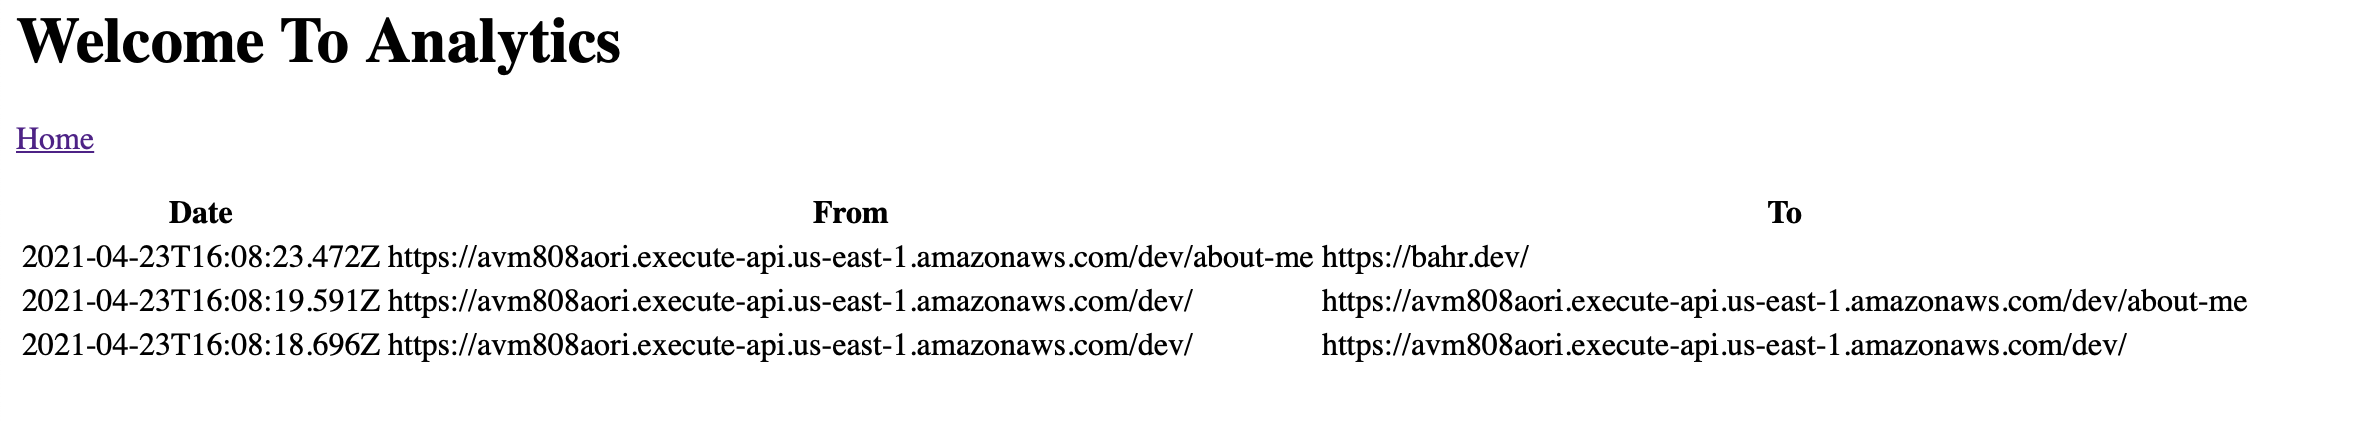 Welcome To Analytics
Home
Date From To
2021-04-23T16:08:23.472Z https://avm808aori.execute-api.us-east-1.amazonaws.com/dev/about-me https://bahr.dev/
2021-04-23T16:08:19.591Z https://avm808aori.execute-api.us-east-1.amazonaws.com/dev/ https://avm808aori.execute-api.us-east-1.amazonaws.com/dev/about-me
2021-04-23T16:08:18.696Z https://avm808aori.execute-api.us-east-1.amazonaws.com/dev/ https://avm808aori.execute-api.us-east-1.amazonaws.com/dev/